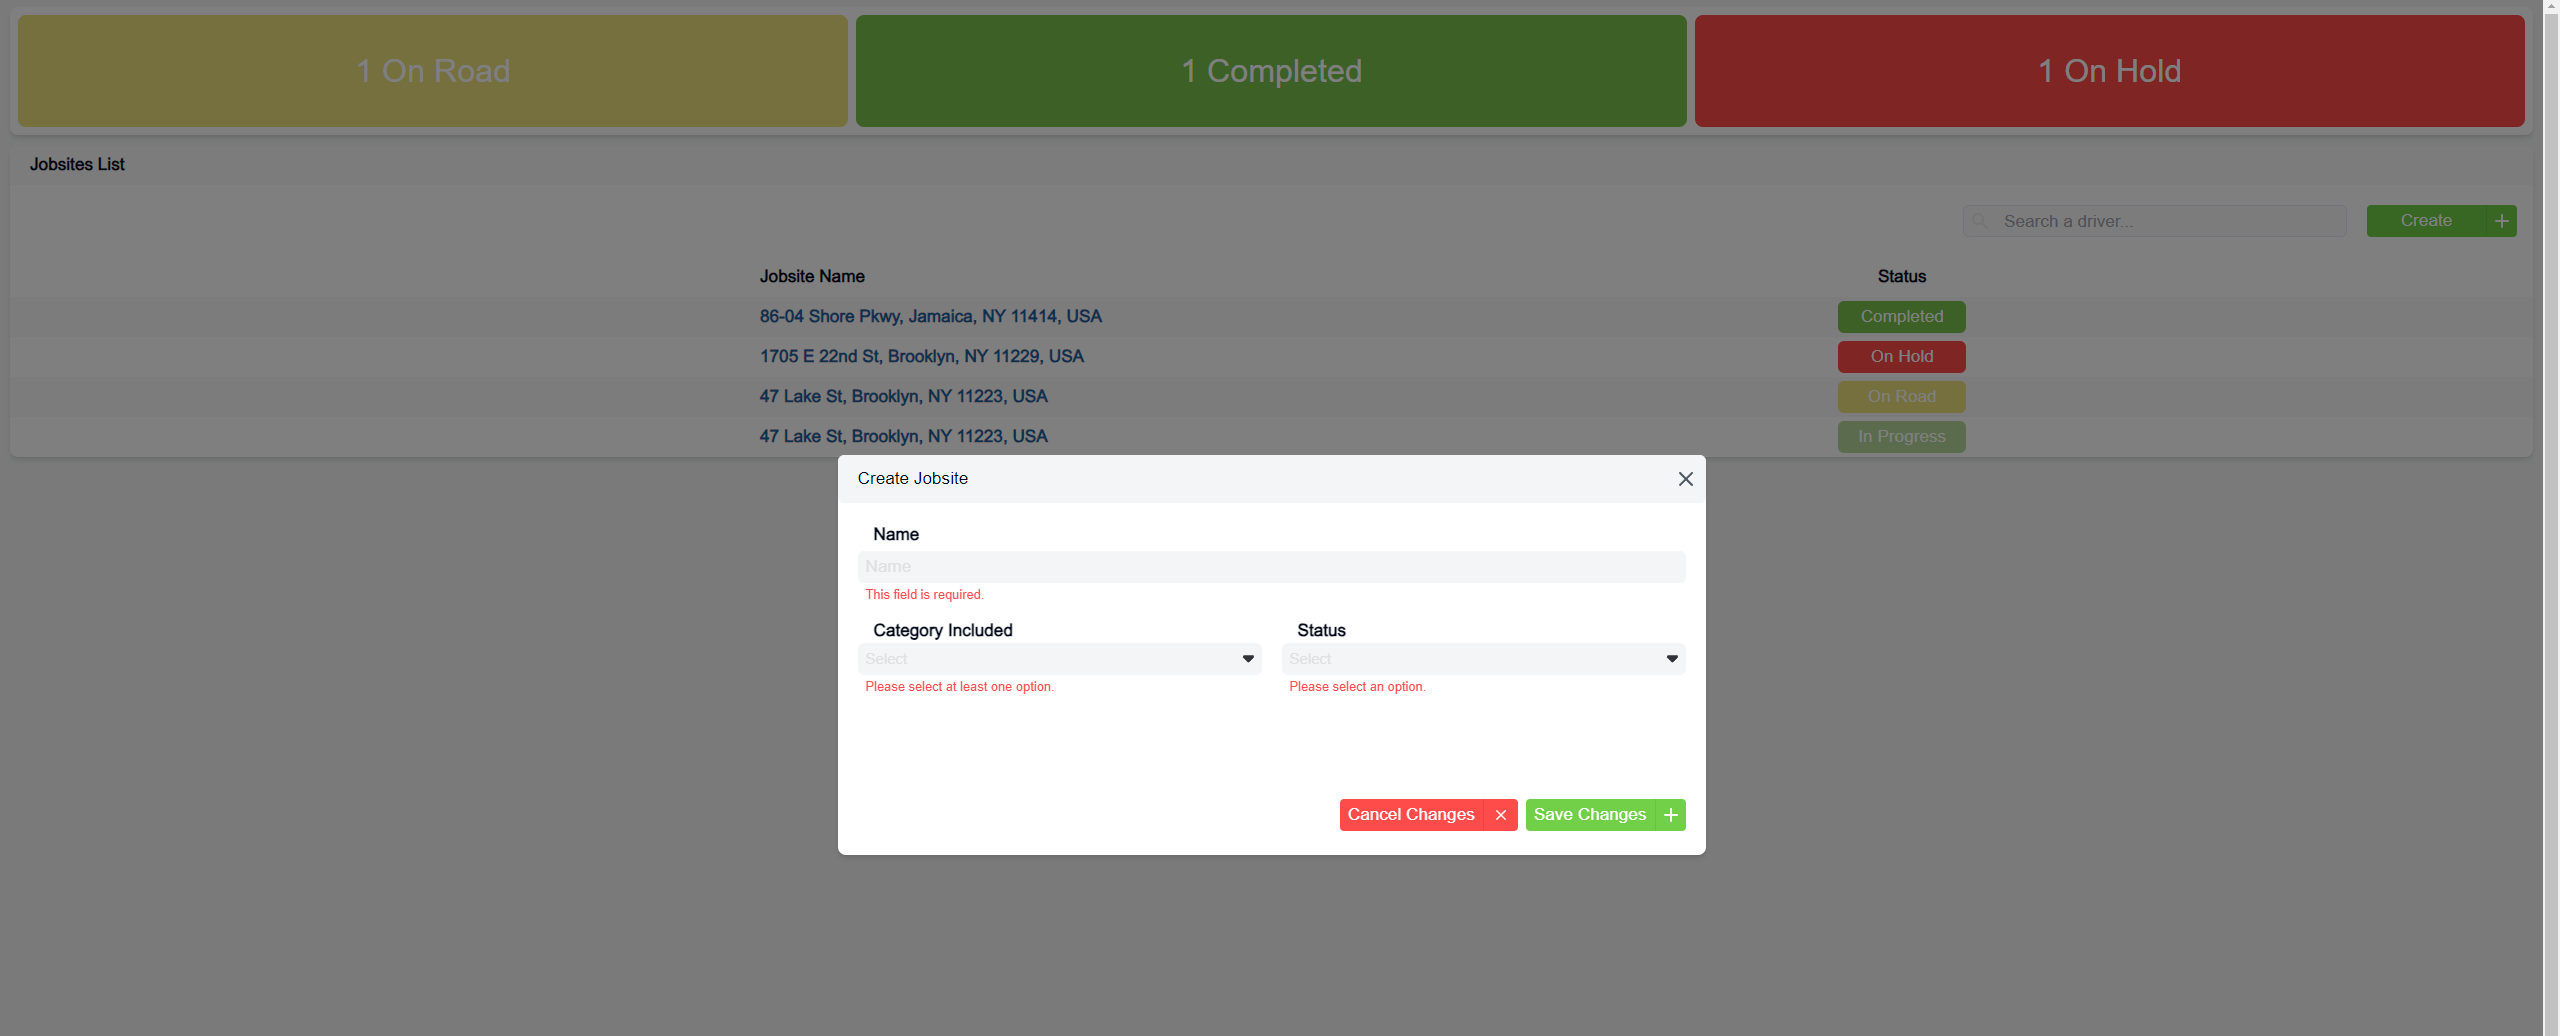 1 On Road
1 Completed
1 On Hold
Jobsites List
Search a driver...
Create
Jobsite Name
Status
86-04 Shore Pkwy, Jamaica, NY 11414, USA
Completed
1705 E 22nd St, Brooklyn, NY 11229, USA
On Hold
47 Lake St, Brooklyn, NY 11223, USA
On Road
47 Lake St, Brooklyn, NY 11223, USA
In Progress
Create Jobsite
Name
Name
This field is required.
Category Included
Status
Select
Select
Please select at least one option.
Please select an option.
Cancel Changes
Save Changes